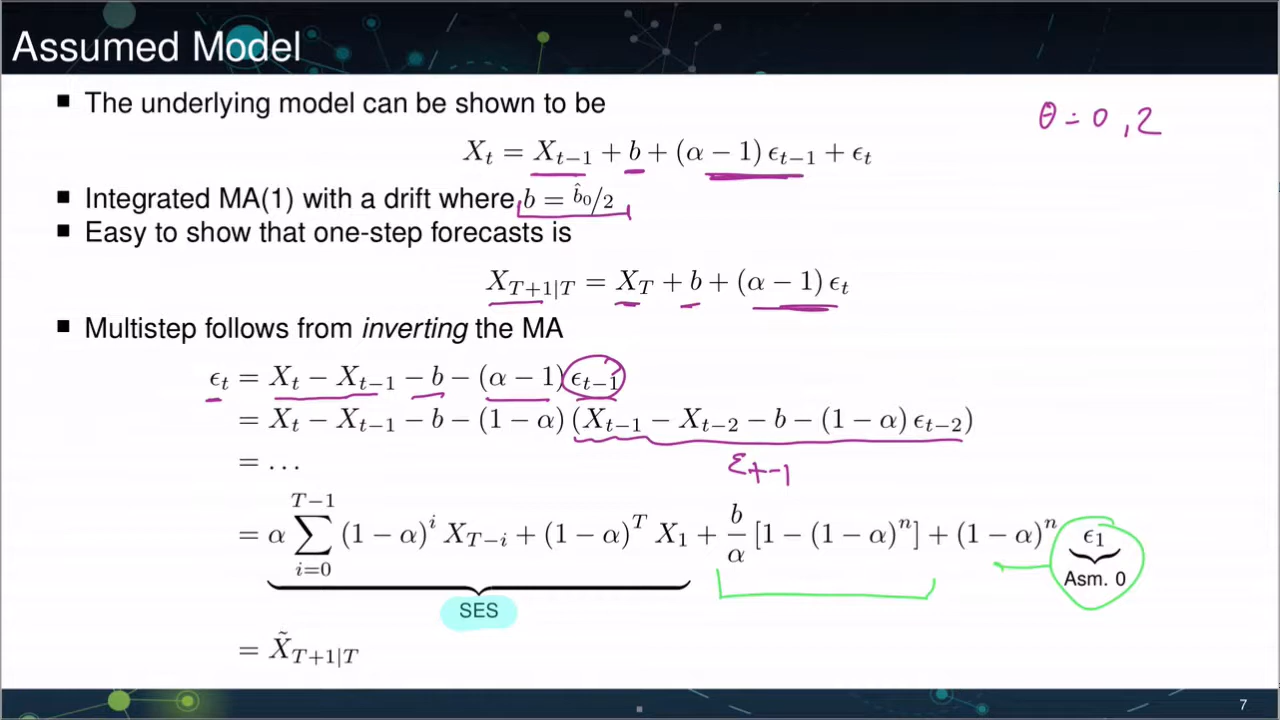 Assumed Model
θ = 0, 2
■ The underlying model can be shown to be
X_t = X_{t−1} + b + (α − 1) ϵ_{t−1} + ϵ_t
■ Integrated MA(1) with a drift where b = b̂₀/2
■ Easy to show that one-step forecasts is
X_{T+1|T} = X_T + b + (α − 1) ϵ_t
■ Multistep follows from inverting the MA
ϵ_t = X_t − X_{t−1} − b − (α − 1) ϵ_{t−1}
= X_t − X_{t−1} − b − (1 − α) (X_{t−1} − X_{t−2} − b − (1 − α) ϵ_{t−2})
ε_{t−1}
= …
= α ∑_{i=0}^{T−1} (1 − α)^i X_{T−i} + (1 − α)^T X_1 + b/α [1 − (1 − α)^n] + (1 − α)^n ϵ_1
Asm. 0
SES
= X̃_{T+1|T}
7